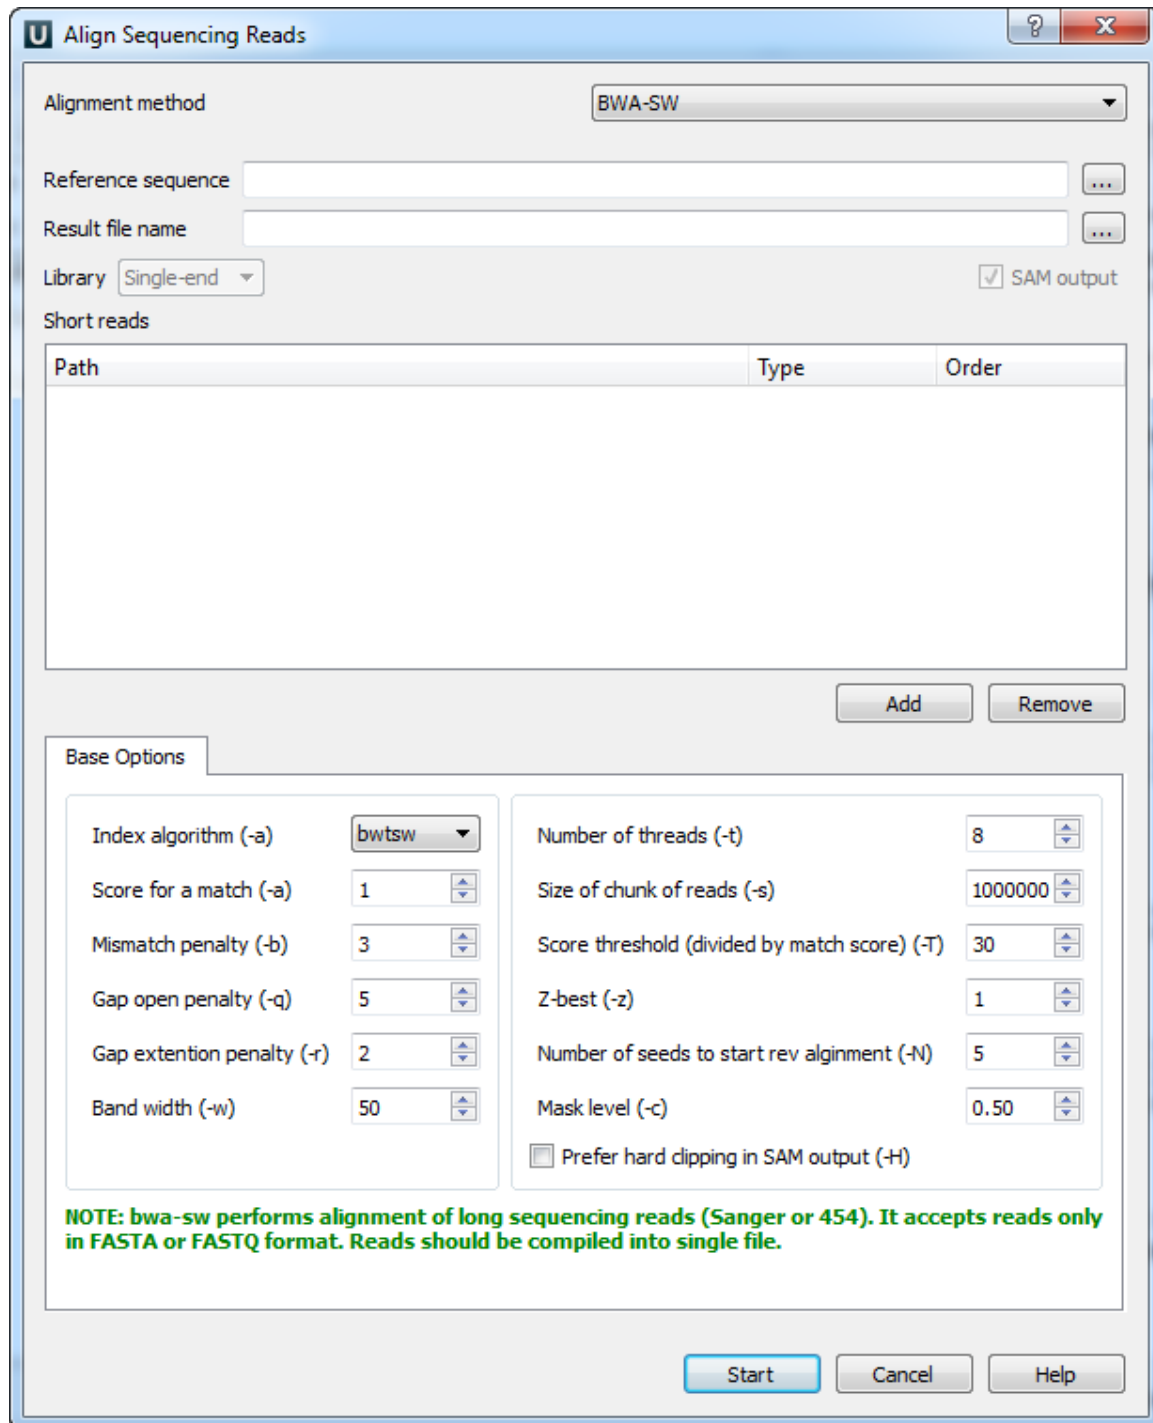 U Align Sequencing Reads ? X
Alignment method BWA-SW
Reference sequence ...
Result file name ...
Library Single-end SAM output
Short reads
Path Type Order
Add Remove
Base Options
Index algorithm (-a) bwtsw
Score for a match (-a) 1
Mismatch penalty (-b) 3
Gap open penalty (-q) 5
Gap extention penalty (-r) 2
Band width (-w) 50
Number of threads (-t) 8
Size of chunk of reads (-s) 1000000
Score threshold (divided by match score) (-T) 30
Z-best (-z) 1
Number of seeds to start rev alginment (-N) 5
Mask level (-c) 0.50
Prefer hard clipping in SAM output (-H)
NOTE: bwa-sw performs alignment of long sequencing reads (Sanger or 454). It accepts reads only
in FASTA or FASTQ format. Reads should be compiled into single file.
Start Cancel Help